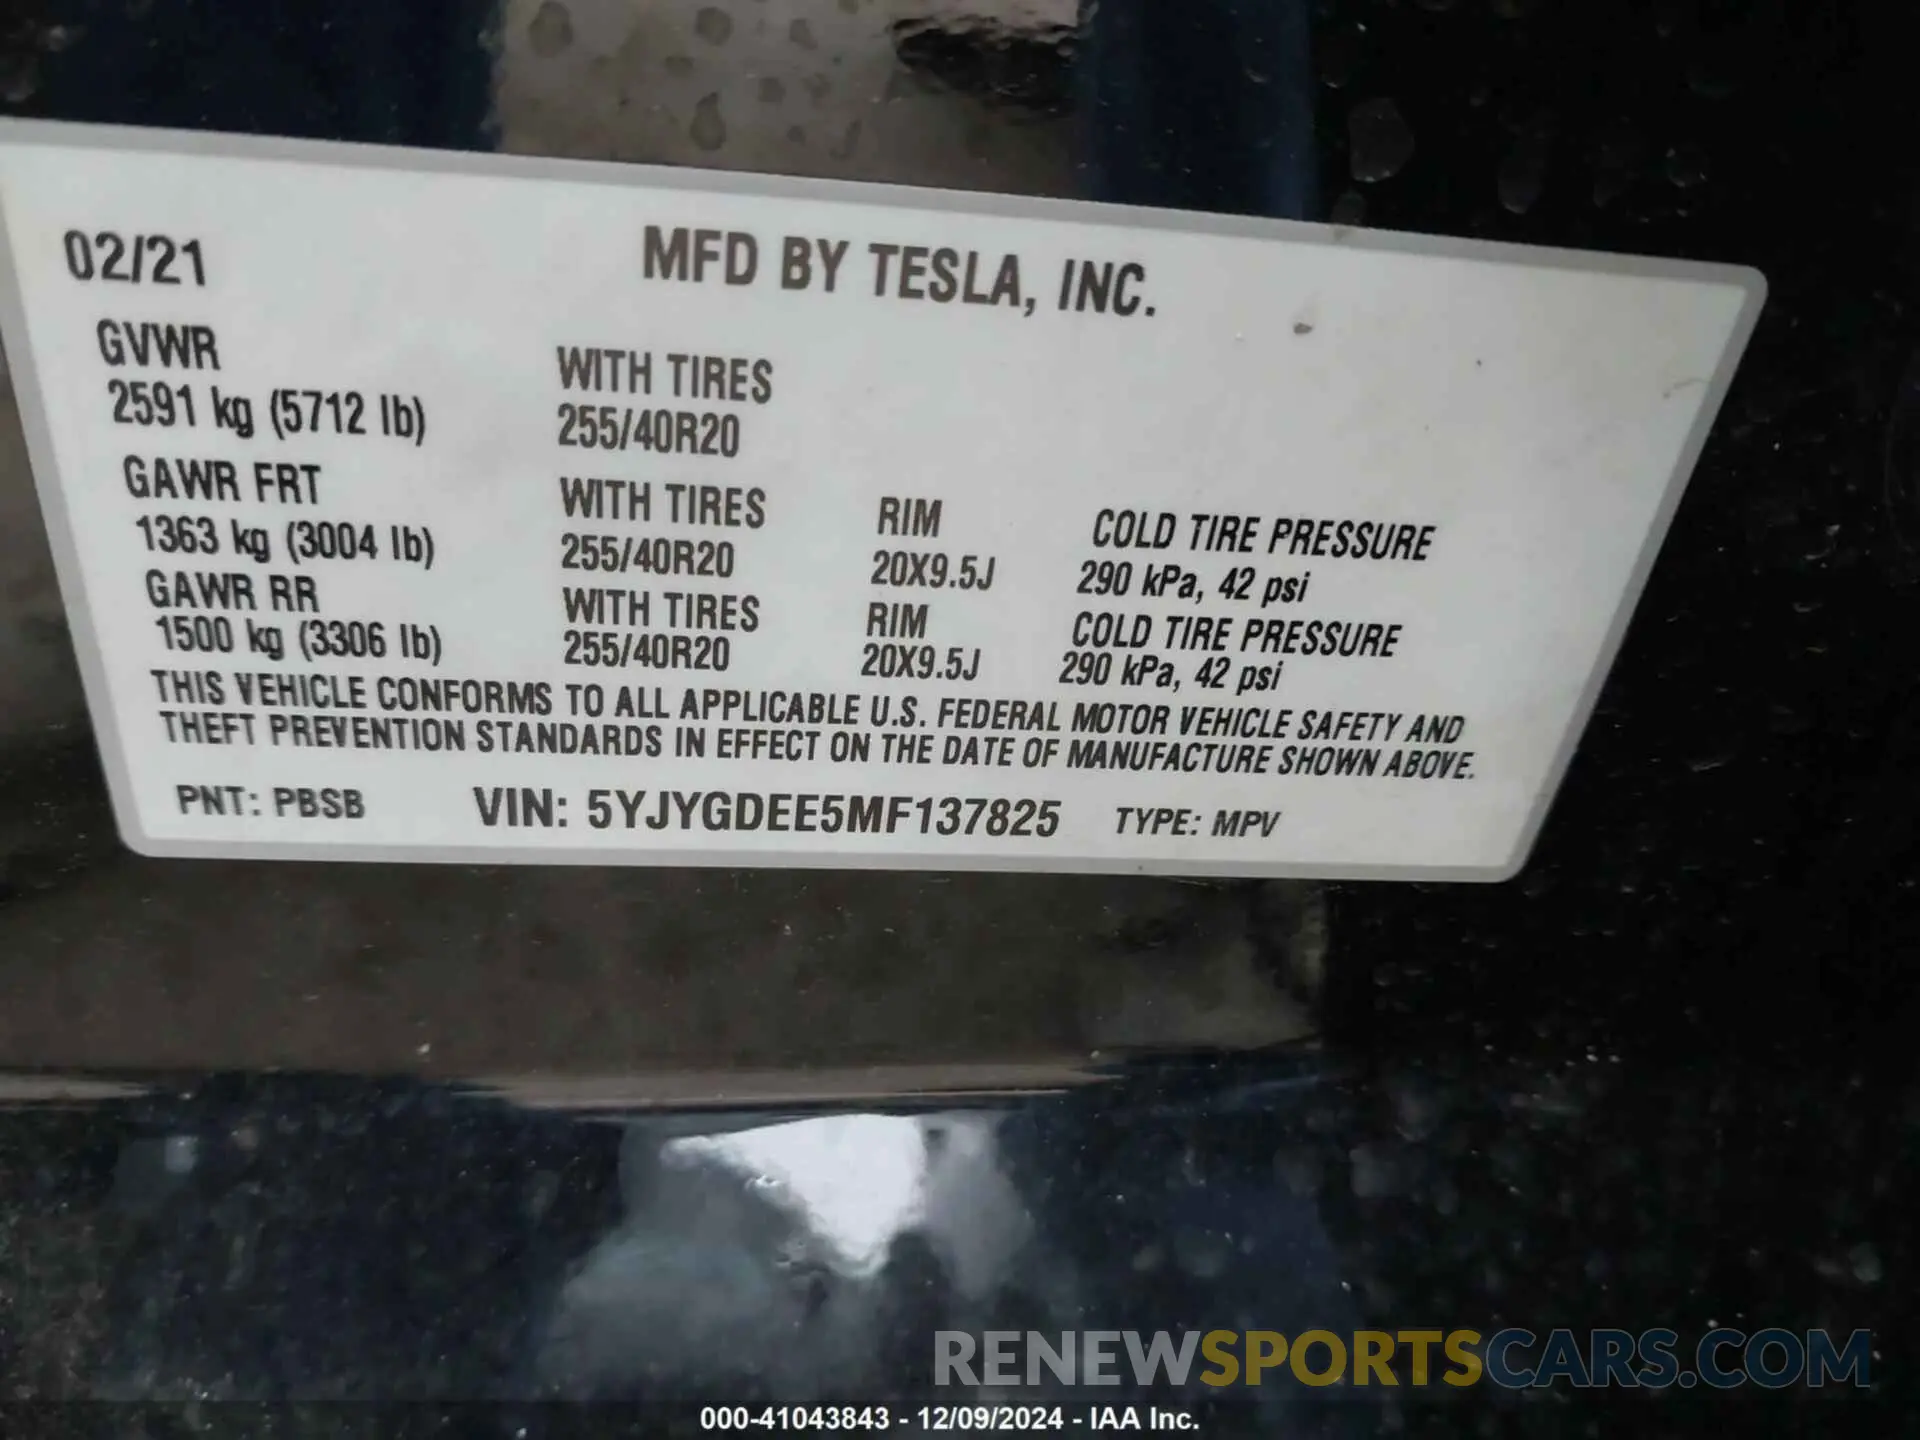 02/21 MFD BY TESLA, INC.
GVWR WITH TIRES
2591 kg (5712 lb) 255/40R20
GAWR FRT WITH TIRES RIM COLD TIRE PRESSURE
1363 kg (3004 lb) 255/40R20 20X9.5J 290 kPa, 42 psi
GAWR RR WITH TIRES RIM COLD TIRE PRESSURE
1500 kg (3306 lb) 255/40R20 20X9.5J 290 kPa, 42 psi
THIS VEHICLE CONFORMS TO ALL APPLICABLE U.S. FEDERAL MOTOR VEHICLE SAFETY AND
THEFT PREVENTION STANDARDS IN EFFECT ON THE DATE OF MANUFACTURE SHOWN ABOVE.
PNT: PBSB VIN: 5YJYGDEE5MF137825 TYPE: MPV
RENEWSPORTSCARS.COM
000-41043843 - 12/09/2024 - IAA Inc.